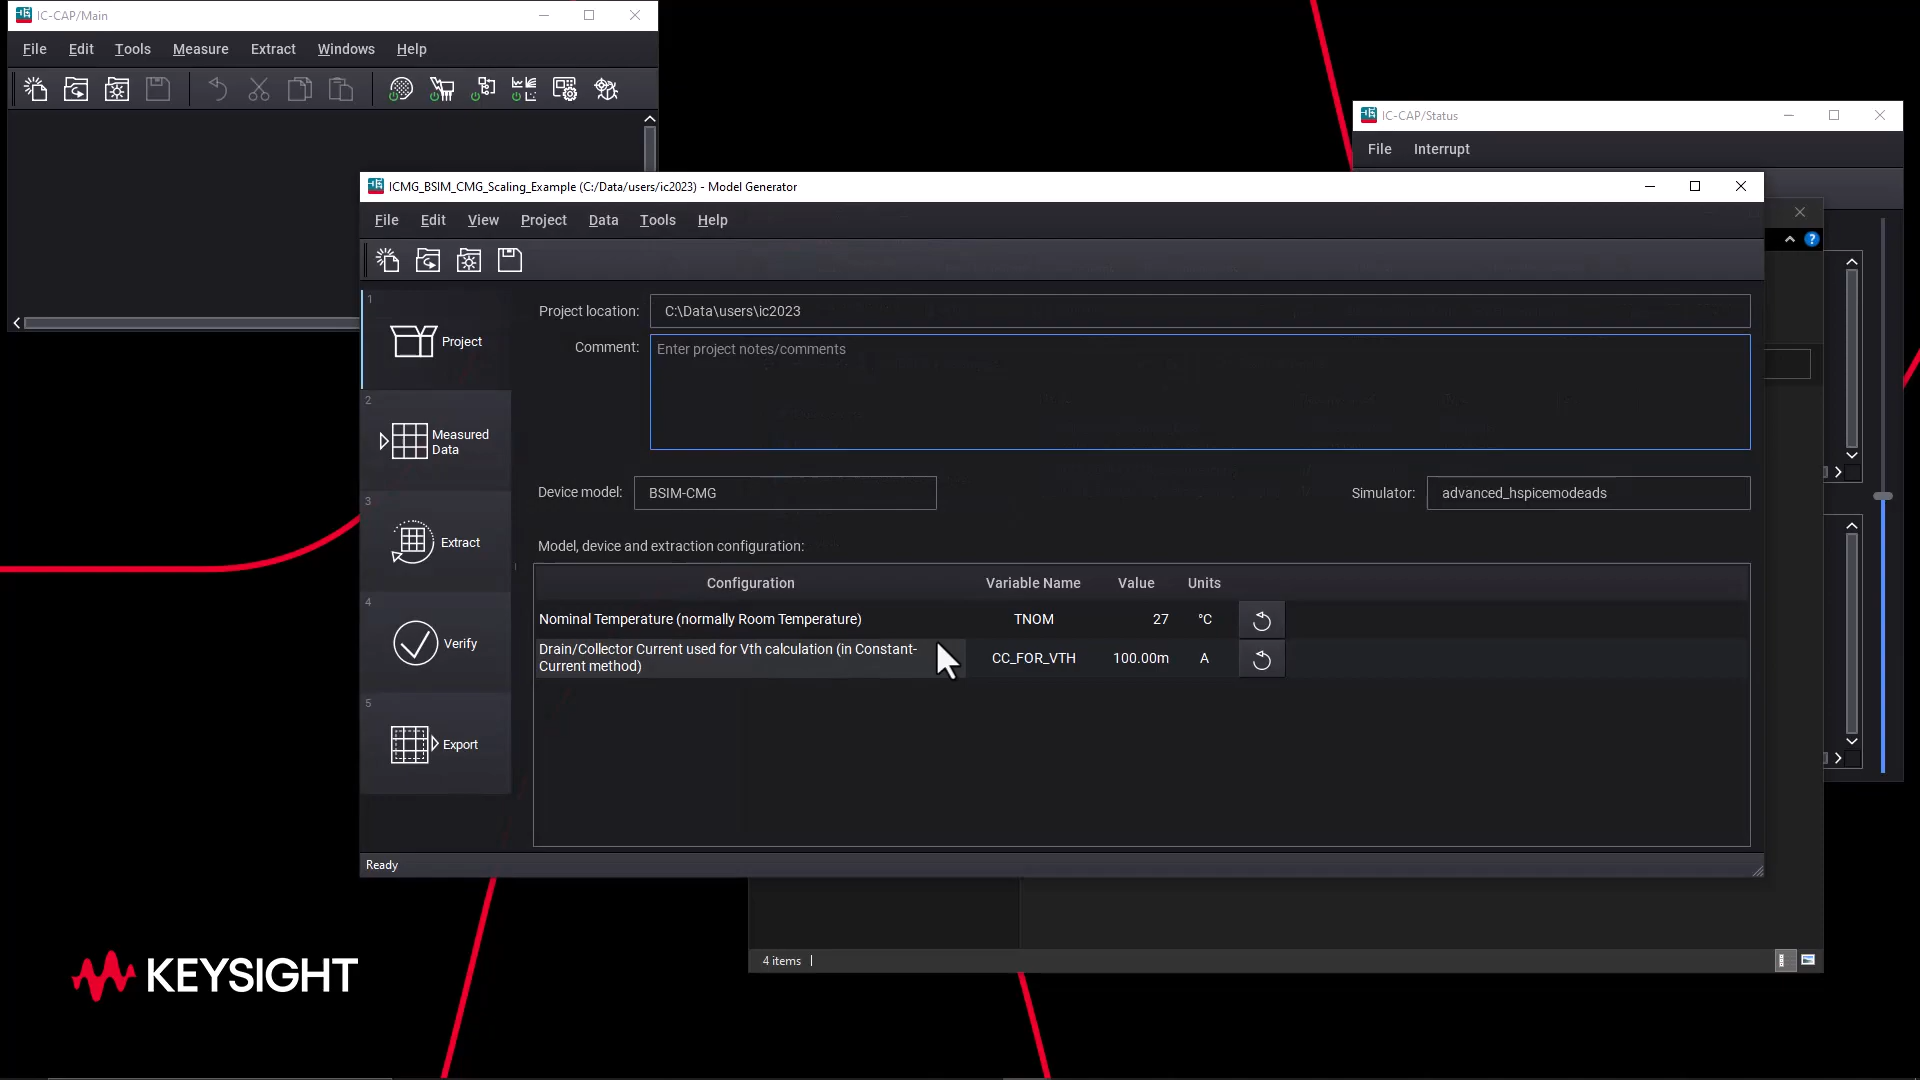 IC-CAP/Main
File Edit Tools Measure Extract Windows Help
IC-CAP/Status
File Interrupt
ICMG_BSIM_CMG_Scaling_Example (C:/Data/users/ic2023) - Model Generator
File Edit View Project Data Tools Help
?
1
Project
2
Measured
Data
3
Extract
4
Verify
5
Export
Project location: C:\Data\users\ic2023
Comment: Enter project notes/comments
Device model: BSIM-CMG
Simulator: advanced_hspicemodeads
Model, device and extraction configuration:
Configuration Variable Name Value Units
Nominal Temperature (normally Room Temperature) TNOM 27 °C
Drain/Collector Current used for Vth calculation (in Constant-
Current method) CC_FOR_VTH 100.00m A
Ready
4 items
KEYSIGHT